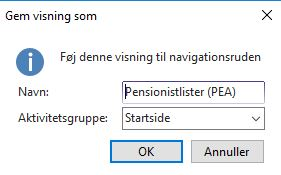 Gem visning som
Føj denne visning til navigationsruden
Navn: Pensionistlister (PEA)
Aktivitetsgruppe: Startside
OK Annuller